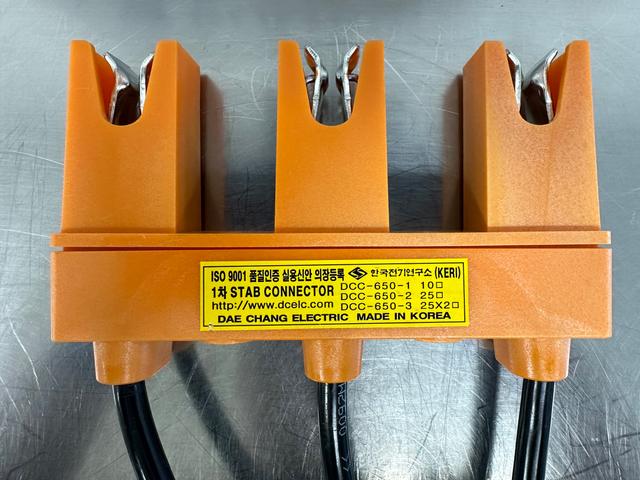 ISO 9001 품질인증 실용신안 의장등록 한국전기연구소 (KERI)
1차 STAB CONNECTOR DCC-650-1 10□
http://www.dcelc.com DCC-650-2 25□
DCC-650-3 25X2□
DAE CHANG ELECTRIC MADE IN KOREA